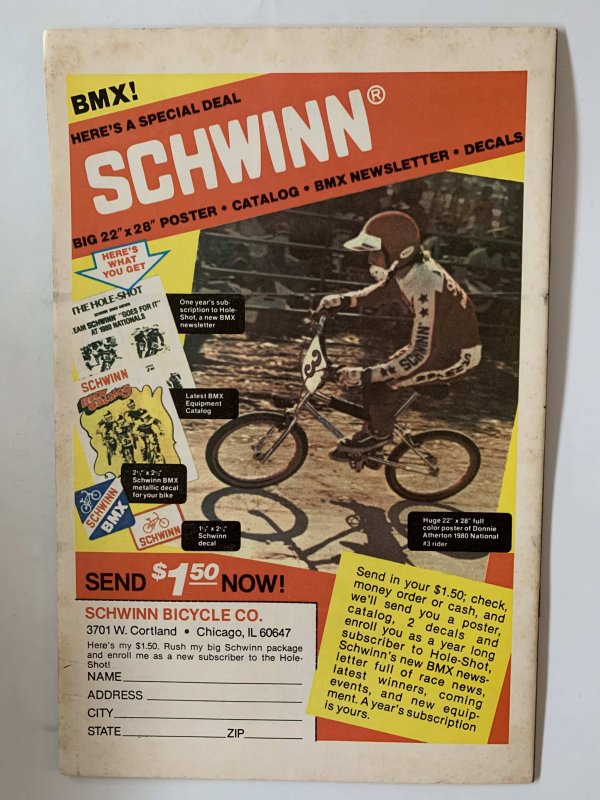 BMX!
HERE'S A SPECIAL DEAL
SCHWINN®
BIG 22" x 28" POSTER • CATALOG • BMX NEWSLETTER • DECALS
HERE'S
WHAT
YOU GET
THE HOLE-SHOT
TEAM SCHWINN "GOES FOR IT"
AT 1980 NATIONALS
One year's sub-
scription to Hole-
Shot, a new BMX
newsletter
SCHWINN
Latest BMX
Equipment
Catalog
2½" x 2½"
Schwinn BMX
metallic decal
for your bike
SCHWINN
BMX
SCHWINN
1½" x 2½"
Schwinn
decal
SCHWINN
Huge 22" x 28" full
color poster of Donnie
Atherton 1980 National
#3 rider
SEND $1 50 NOW!
SCHWINN BICYCLE CO.
3701 W. Cortland • Chicago, IL 60647
Here's my $1.50. Rush my big Schwinn package
and enroll me as a new subscriber to the Hole-
Shot!
NAME
ADDRESS
CITY
STATE ZIP
Send in your $1.50; check,
money order or cash, and
we'll send you a poster,
catalog, 2 decals and
enroll you as a year long
subscriber to Hole-Shot,
Schwinn's new BMX news-
letter full of race news,
latest winners, coming
events, and new equip-
ment. A year's subscription
is yours.